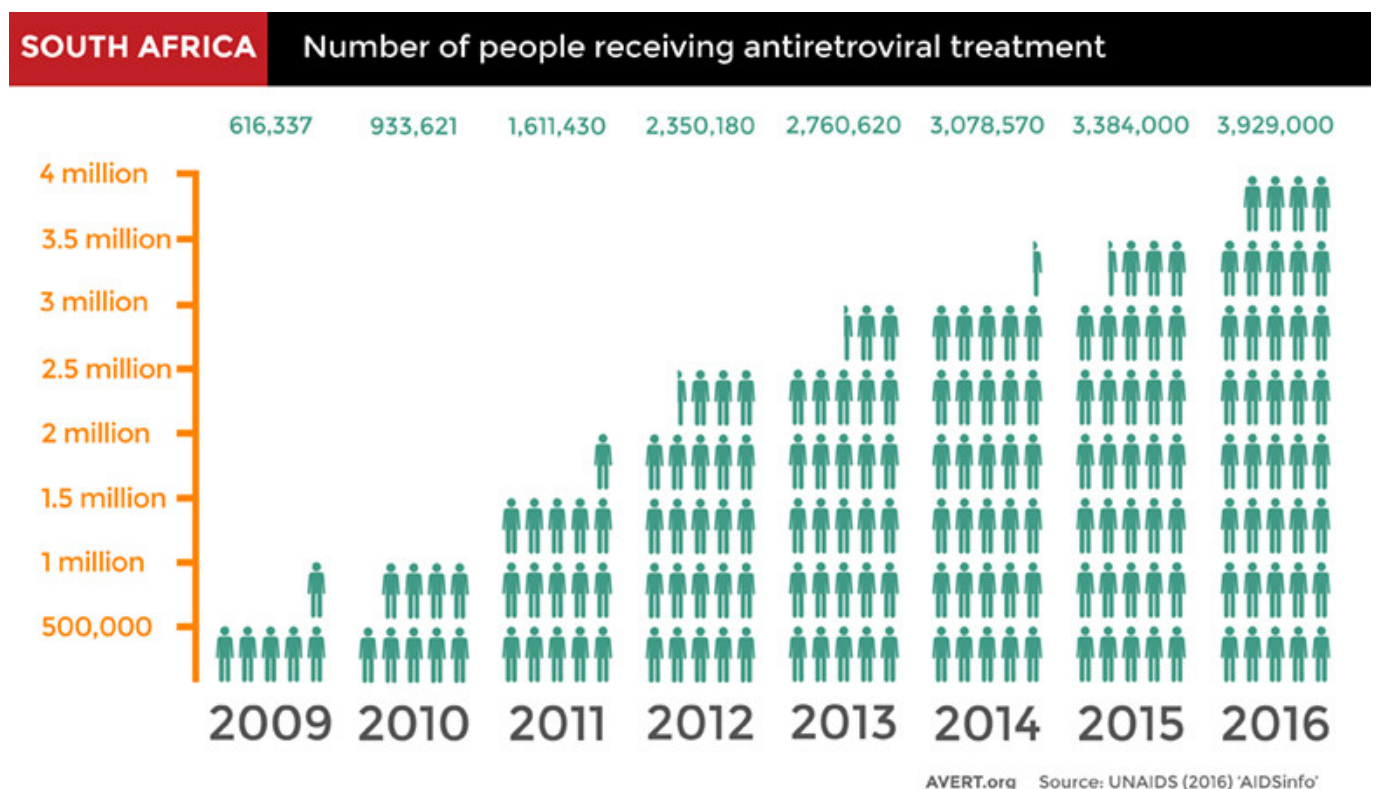 SOUTH AFRICA Number of people receiving antiretroviral treatment
616,337 933,621 1,611,430 2,350,180 2,760,620 3,078,570 3,384,000 3,929,000
4 million
3.5 million
3 million
2.5 million
2 million
1.5 million
1 million
500,000
2009 2010 2011 2012 2013 2014 2015 2016
AVERT.org Source: UNAIDS (2016) 'AIDSinfo'